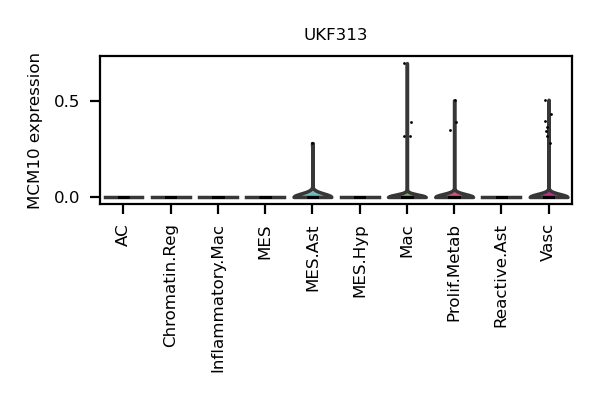 UKF313
MCM10 expression
0.5
0.0
AC
Chromatin.Reg
Inflammatory.Mac
MES
MES.Ast
MES.Hyp
Mac
Prolif.Metab
Reactive.Ast
Vasc